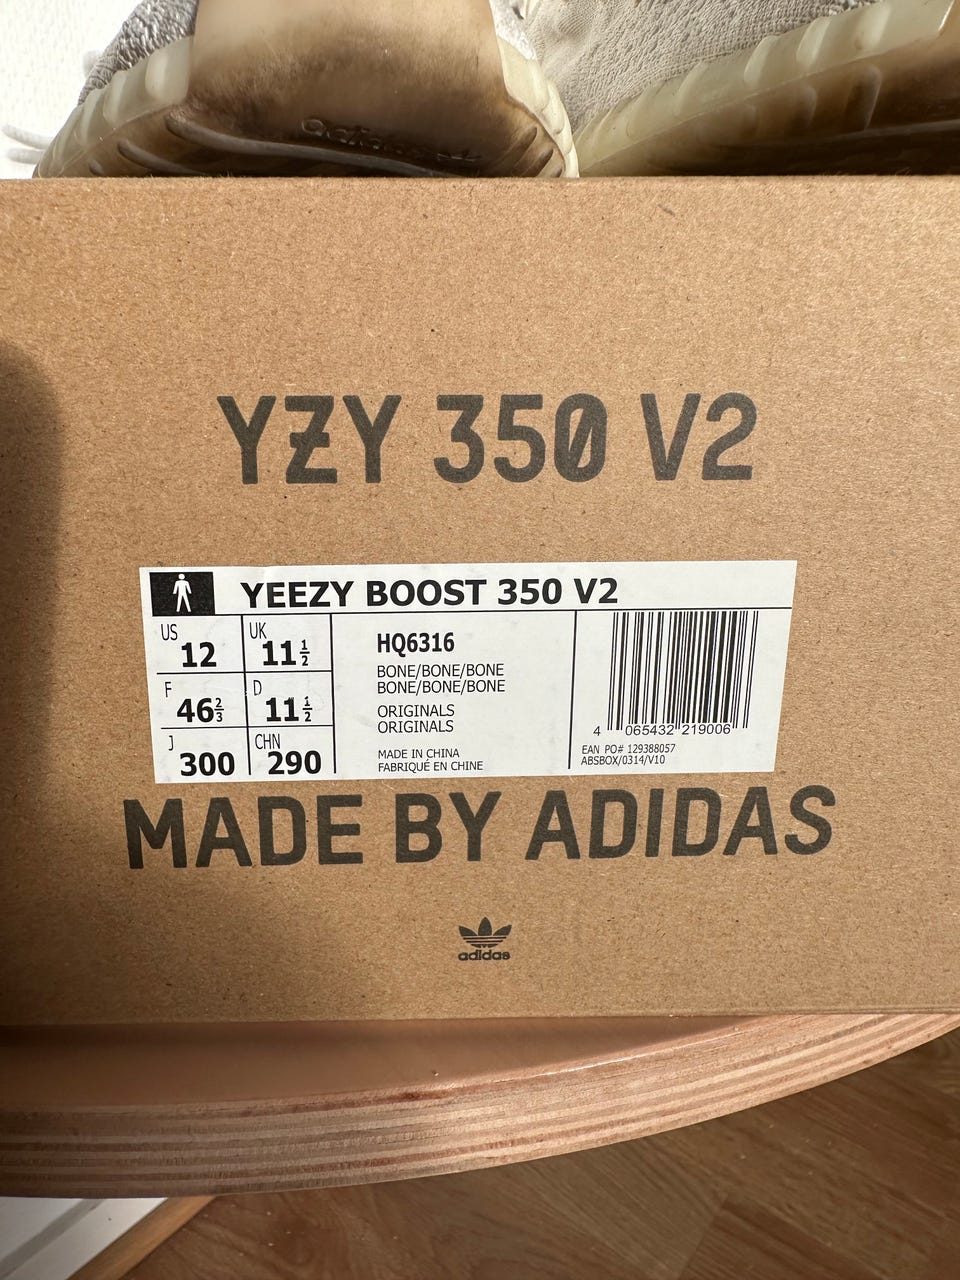 adidas
YZY 350 V2
YEEZY BOOST 350 V2
US
12
UK
11 1/2
F
46 2/3
D
11 1/2
J
300
CHN
290
HQ6316
BONE/BONE/BONE
BONE/BONE/BONE
ORIGINALS
ORIGINALS
MADE IN CHINA
FABRIQUÉ EN CHINE
4 065432 219006
EAN PO# 129388057
ABSBOX/0314/V10
MADE BY ADIDAS
adidas